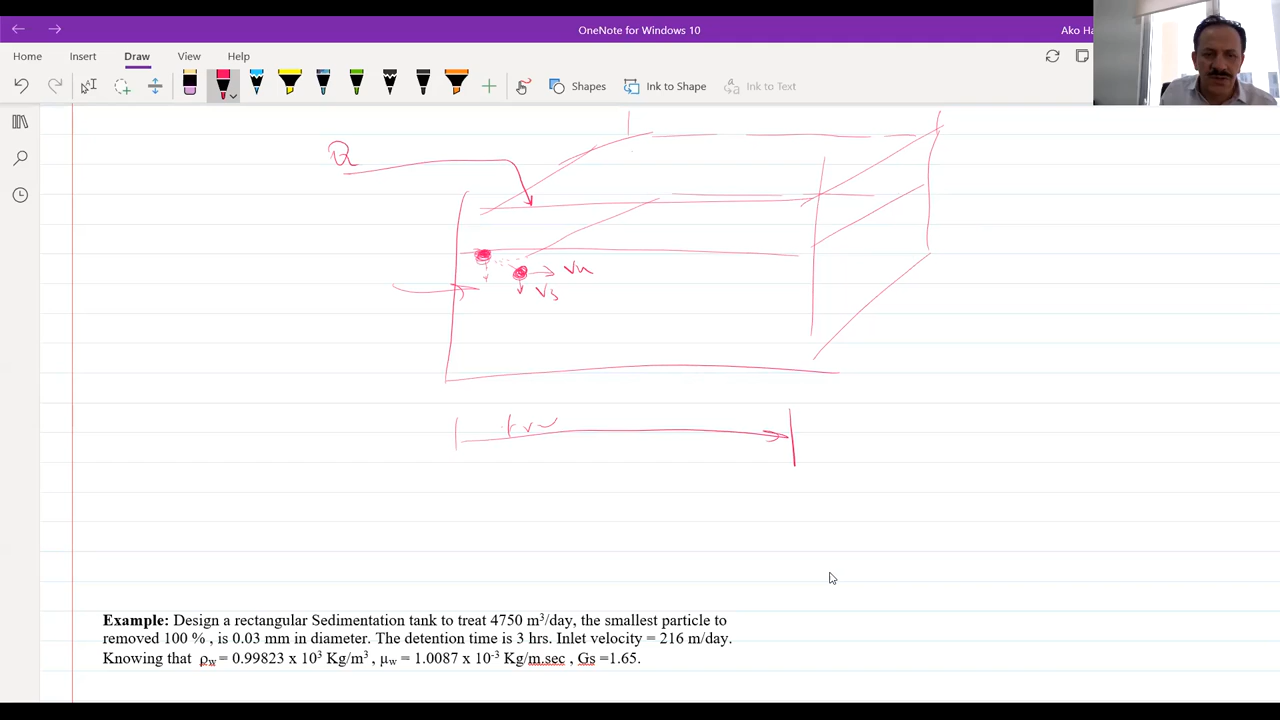 OneNote for Windows 10
Ako Ha
Home Insert Draw View Help
Shapes
Ink to Shape
Ink to Text
Q
Vh
Vs
Example: Design a rectangular Sedimentation tank to treat 4750 m³/day, the smallest particle to
removed 100 % , is 0.03 mm in diameter. The detention time is 3 hrs. Inlet velocity = 216 m/day.
Knowing that ρw = 0.99823 x 10³ Kg/m³ , µw = 1.0087 x 10⁻³ Kg/m.sec , Gs =1.65.